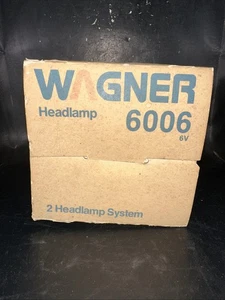 WAGNER
Headlamp 6006
6V
2 Headlamp System